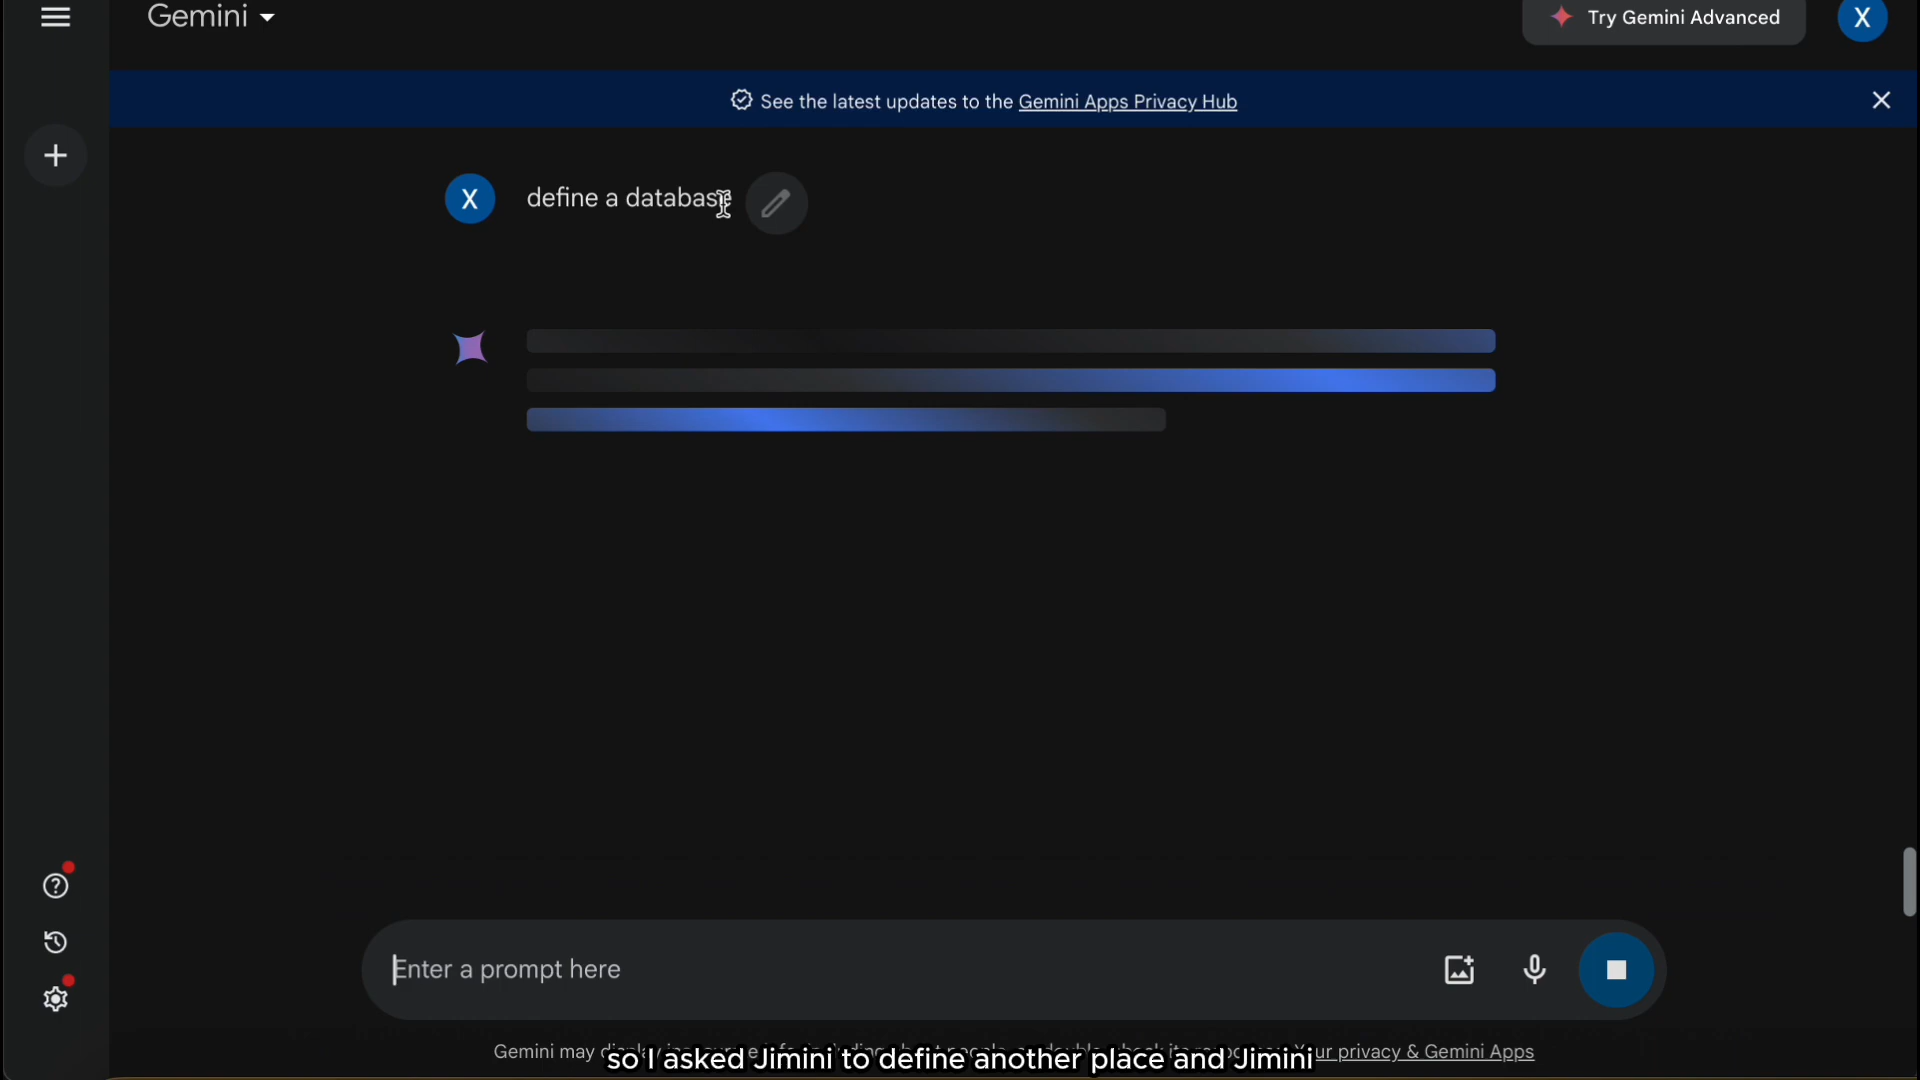 Gemini
Try Gemini Advanced
X
See the latest updates to the Gemini Apps Privacy Hub
X
define a database
Enter a prompt here
Gemini may
ur privacy & Gemini Apps
so I asked Jimini to define another place and Jimini